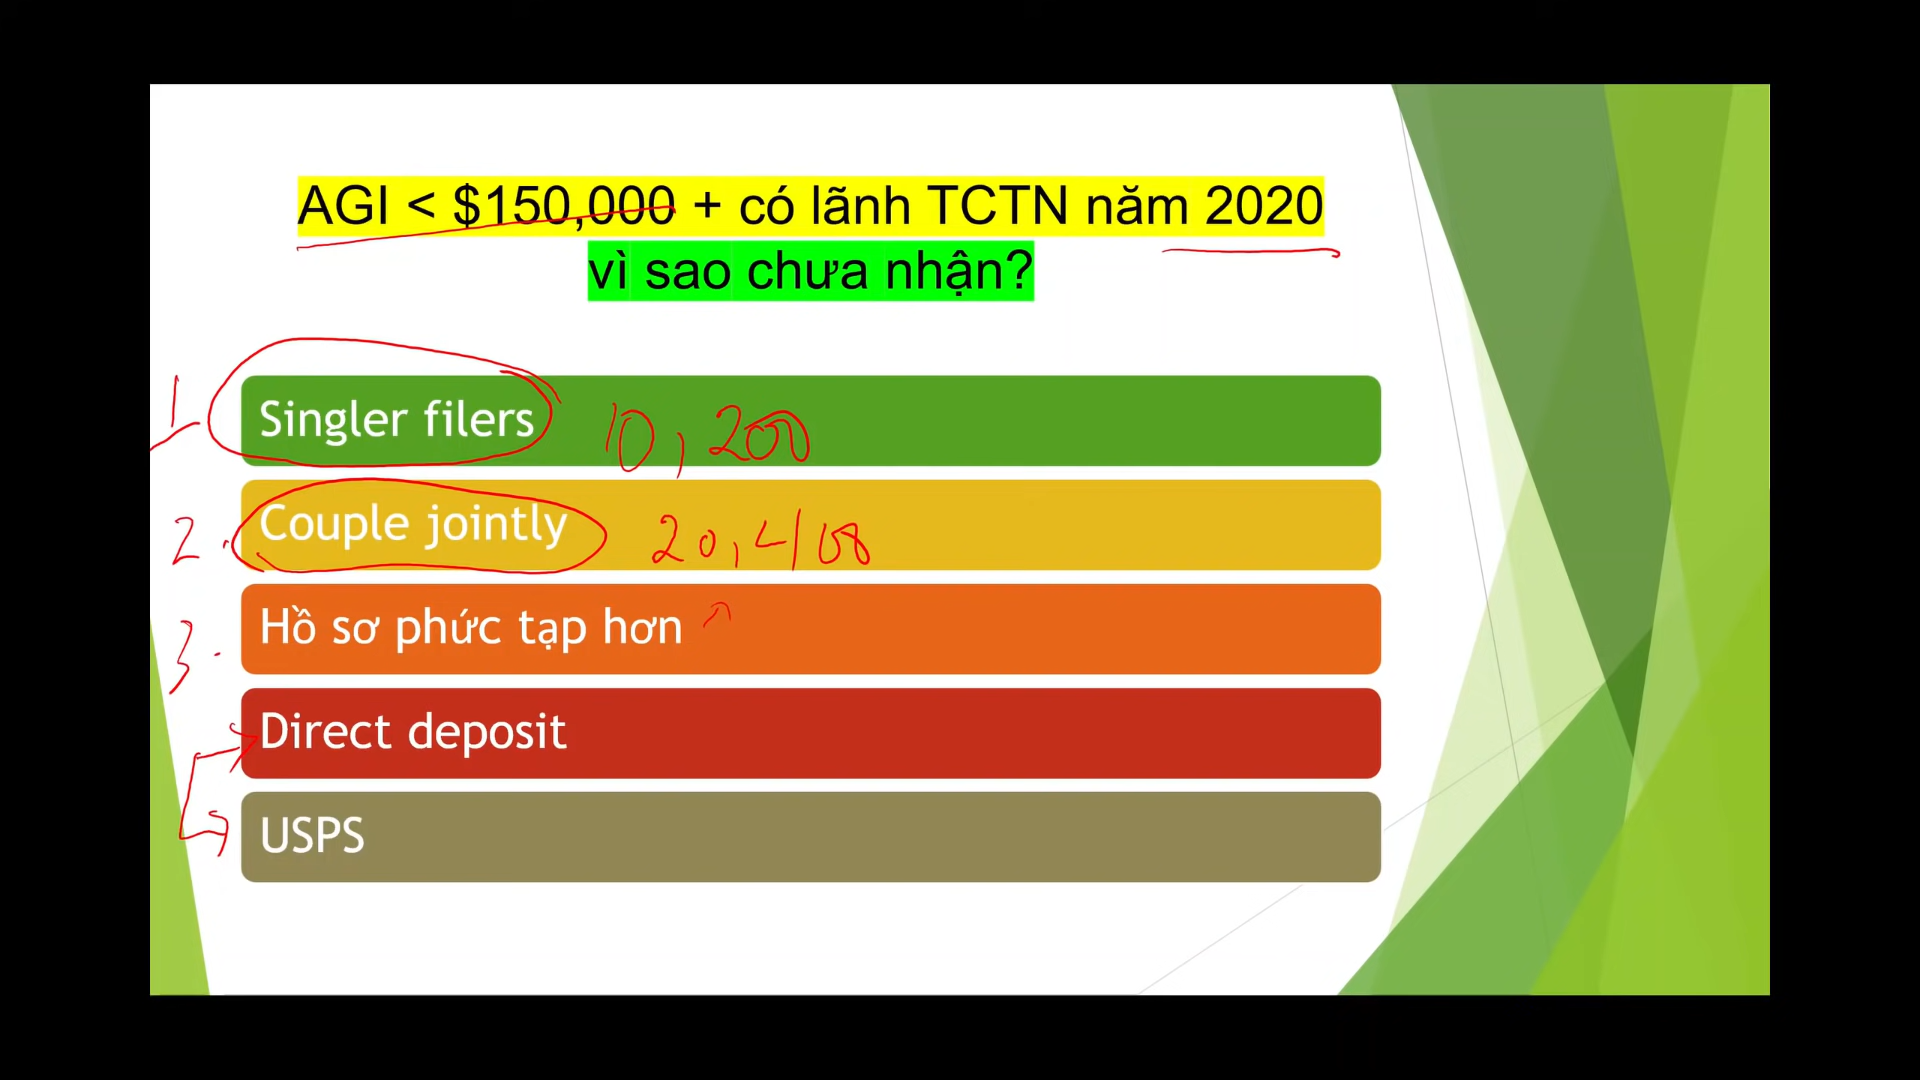 AGI < $150,000 + có lãnh TCTN năm 2020
vì sao chưa nhận?
1. Singler filers 10,200
2. Couple jointly 20,400
3. Hồ sơ phức tạp hơn
Direct deposit
USPS